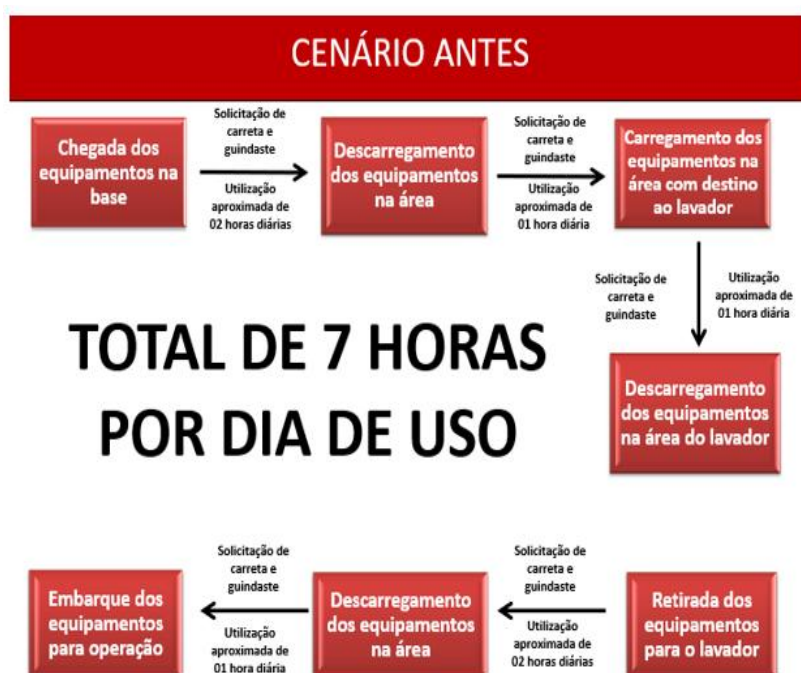 CENÁRIO ANTES
Chegada dos
equipamentos na
base
Solicitação de
carreta e
guindaste
Utilização
aproximada de
02 horas diárias
Descarregamento
dos equipamentos
na área
Solicitação de
carreta e
guindaste
Utilização
aproximada de
01 hora diária
Carregamento dos
equipamentos na
área com destino
ao lavador
Solicitação de
carreta e
guindaste
Utilização
aproximada de
01 hora diária
Descarregamento
dos equipamentos
na área do lavador
TOTAL DE 7 HORAS
POR DIA DE USO
Retirada dos
equipamentos
para o lavador
Solicitação de
carreta e
guindaste
Utilização
aproximada de
02 horas diárias
Descarregamento
dos equipamentos
na área
Solicitação de
carreta e
guindaste
Utilização
aproximada de
01 hora diária
Embarque dos
equipamentos
para operação